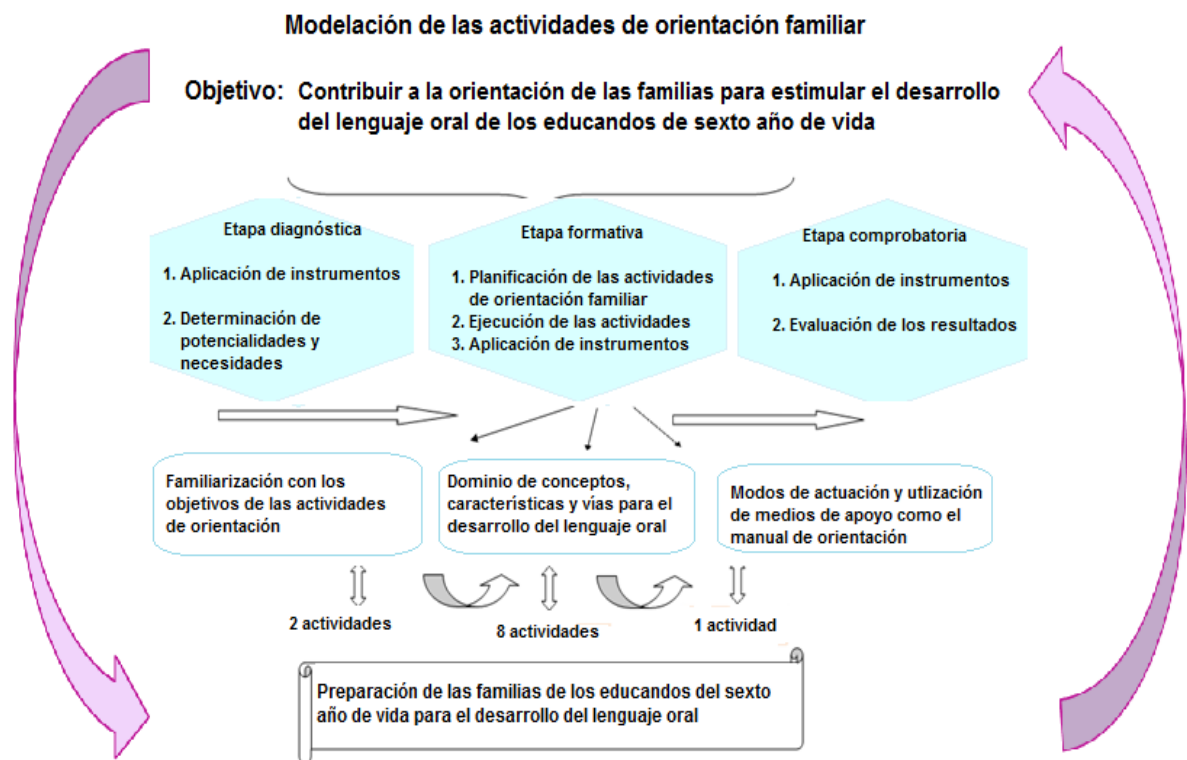 Modelación de las actividades de orientación familiar
Objetivo: Contribuir a la orientación de las familias para estimular el desarrollo
del lenguaje oral de los educandos de sexto año de vida
Etapa diagnóstica
1. Aplicación de instrumentos
2. Determinación de
potencialidades y
necesidades
Etapa formativa
1. Planificación de las actividades
de orientación familiar
2. Ejecución de las actividades
3. Aplicación de instrumentos
Etapa comprobatoria
1. Aplicación de instrumentos
2. Evaluación de los resultados
Familiarización con los
objetivos de las actividades
de orientación
Dominio de conceptos,
características y vías para el
desarrollo del lenguaje oral
Modos de actuación y utlización
de medios de apoyo como el
manual de orientación
2 actividades
8 actividades
1 actividad
Preparación de las familias de los educandos del sexto
año de vida para el desarrollo del lenguaje oral